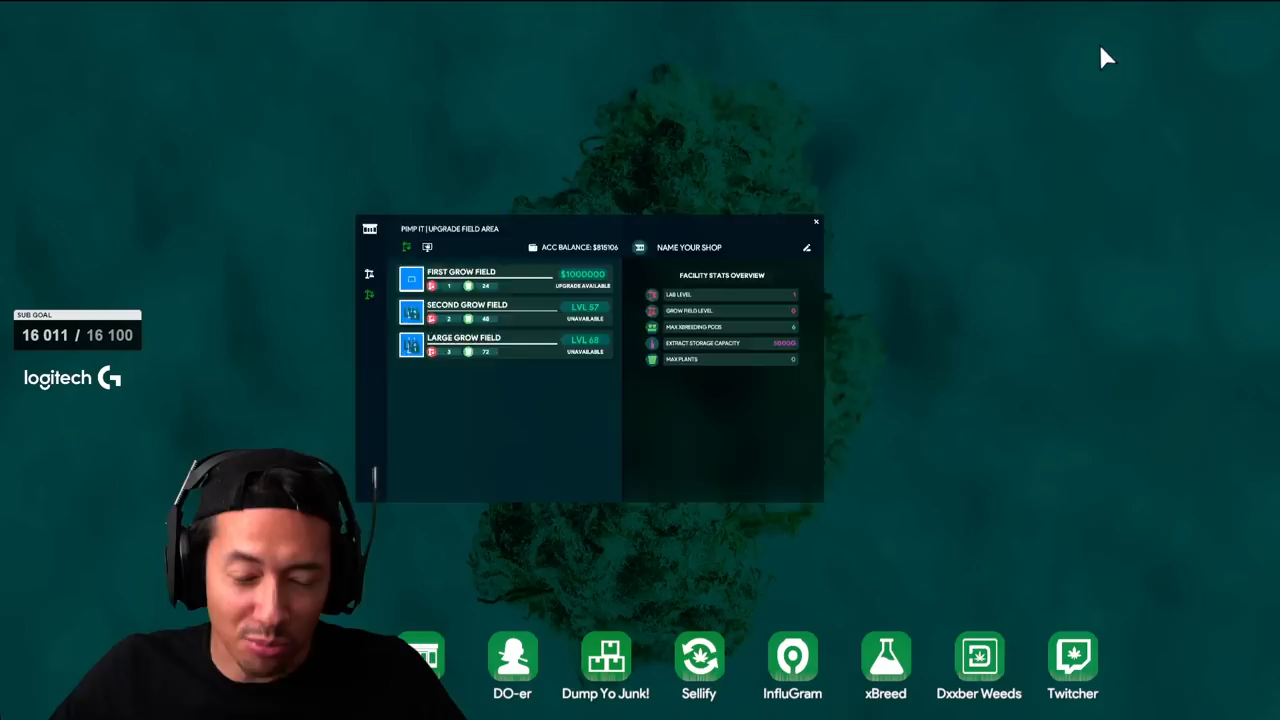 PIMP IT | UPGRADE FIELD AREA
ACC BALANCE: $815106
NAME YOUR SHOP
FIRST GROW FIELD
$1000000
1
24
UPGRADE AVAILABLE
SECOND GROW FIELD
LVL 57
2
48
UNAVAILABLE
LARGE GROW FIELD
LVL 68
3
72
UNAVAILABLE
FACILITY STATS OVERVIEW
LAB LEVEL 1
GROW FIELD LEVEL 0
MAX XBREEDING PODS 6
EXTRACT STORAGE CAPACITY 5000G
MAX PLANTS 0
SUB GOAL
16 011 / 16 100
logitech G
DO-er
Dump Yo Junk!
Sellify
InfluGram
xBreed
Dxxber Weeds
Twitcher